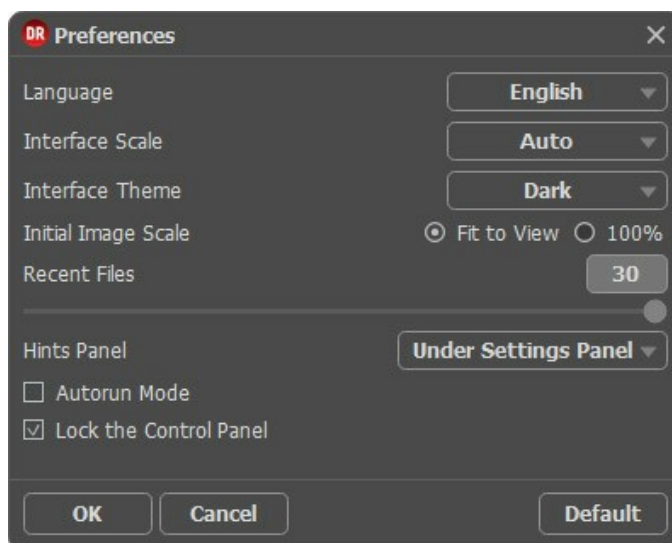 DR Preferences
Language English
Interface Scale Auto
Interface Theme Dark
Initial Image Scale Fit to View 100%
Recent Files 30
Hints Panel Under Settings Panel
Autorun Mode
Lock the Control Panel
OK Cancel Default